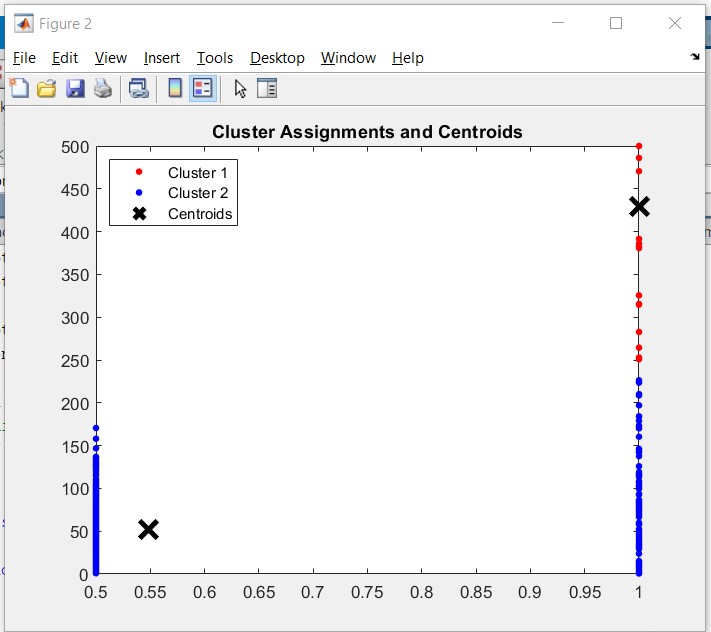 Figure 2
File Edit View Insert Tools Desktop Window Help
Cluster Assignments and Centroids
Cluster 1
Cluster 2
Centroids
500
450
400
350
300
250
200
150
100
50
0
0.5 0.55 0.6 0.65 0.7 0.75 0.8 0.85 0.9 0.95 1